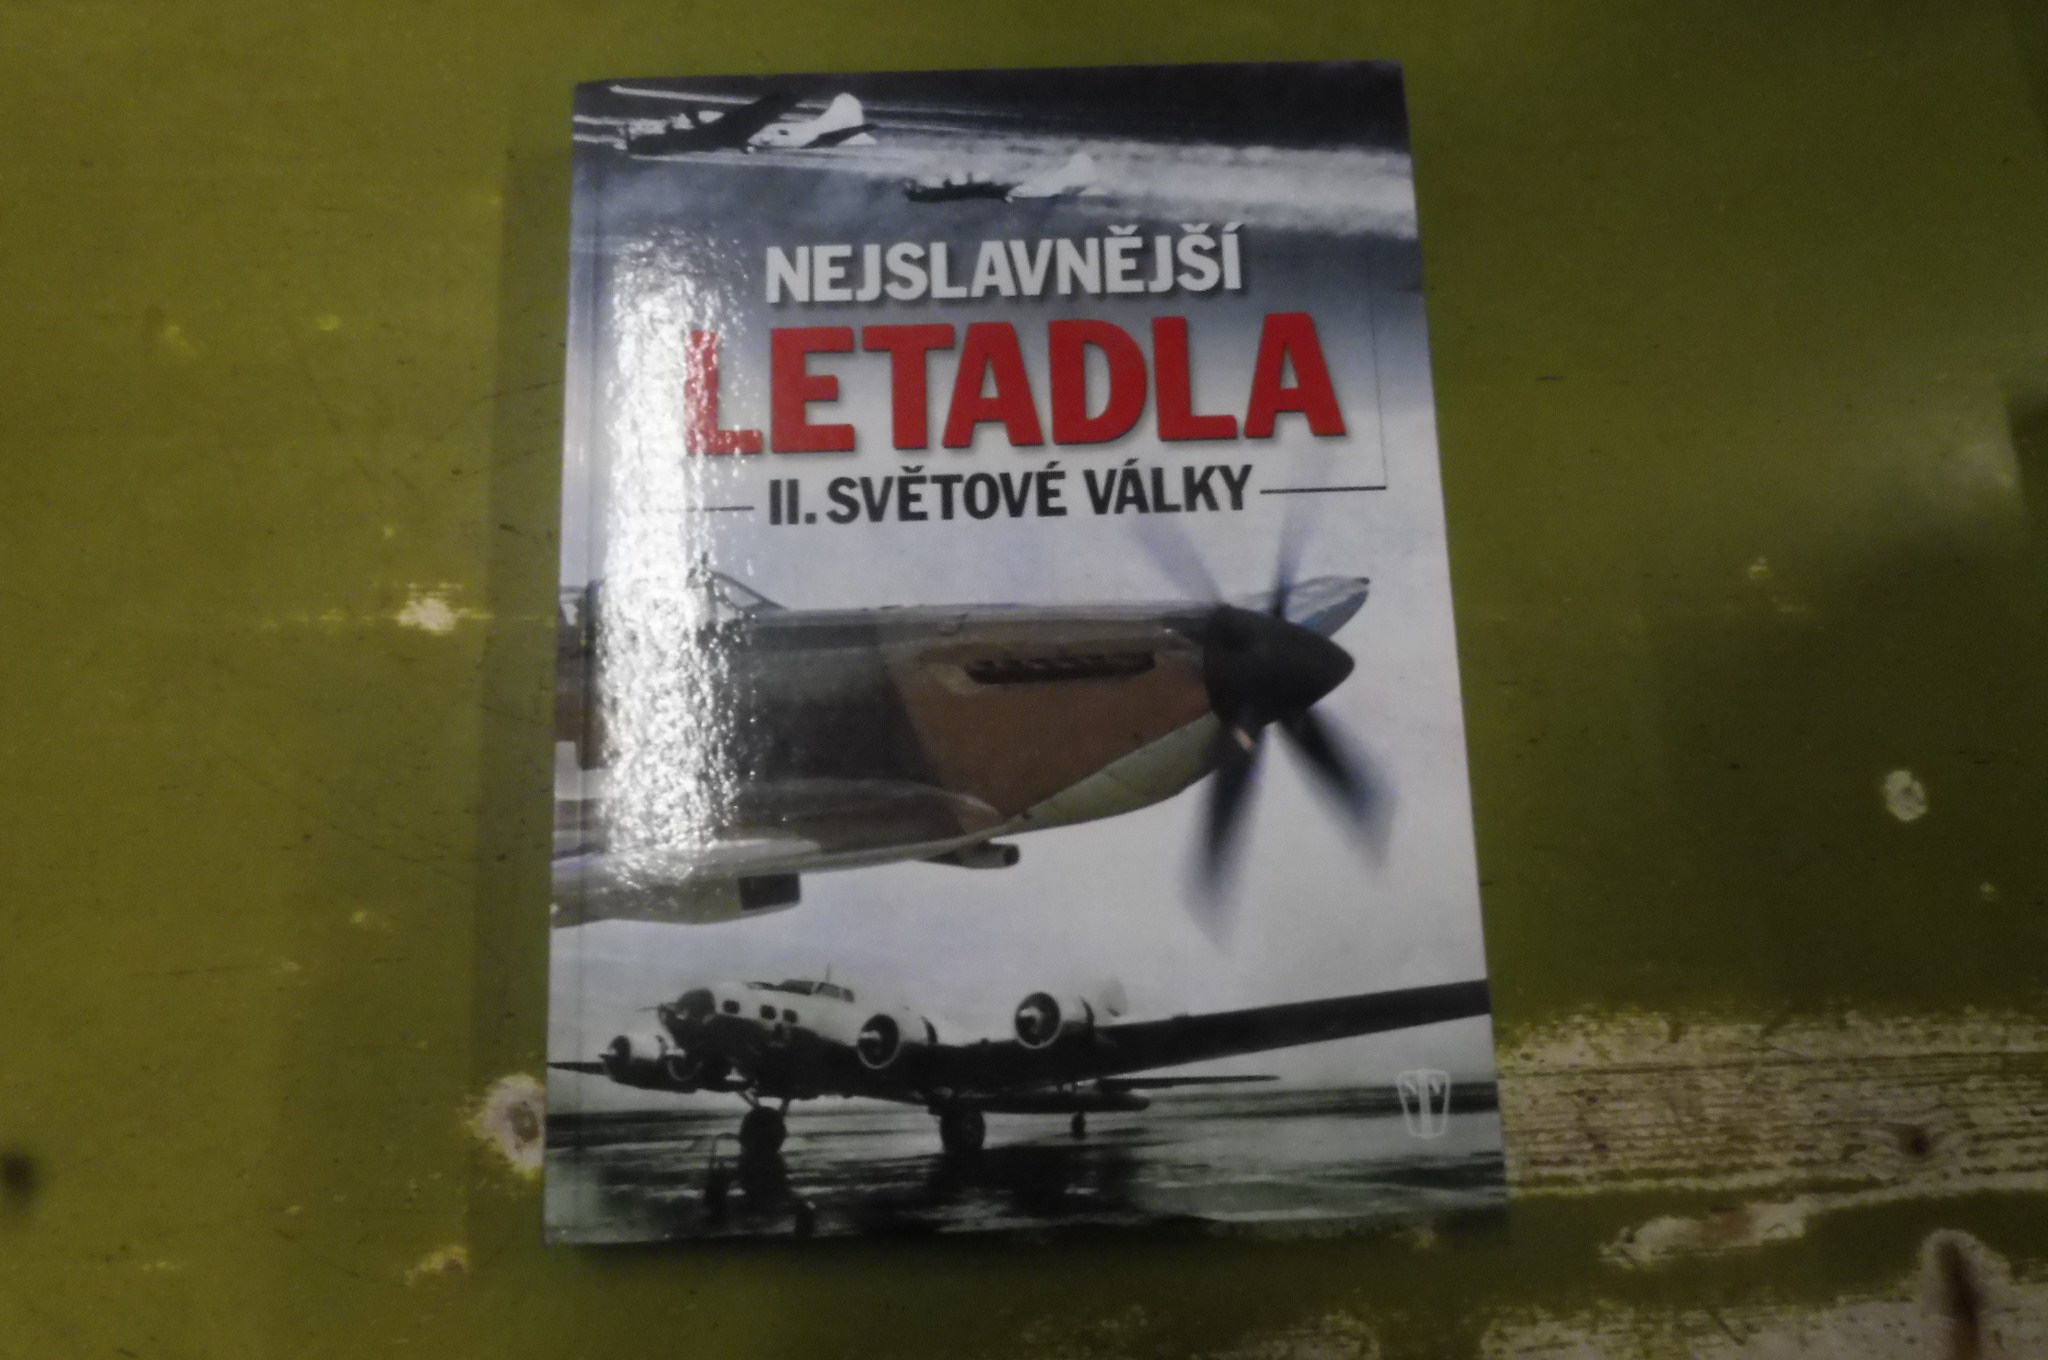 NEJSLAVNĚJŠÍ
LETADLA
II. SVĚTOVÉ VÁLKY